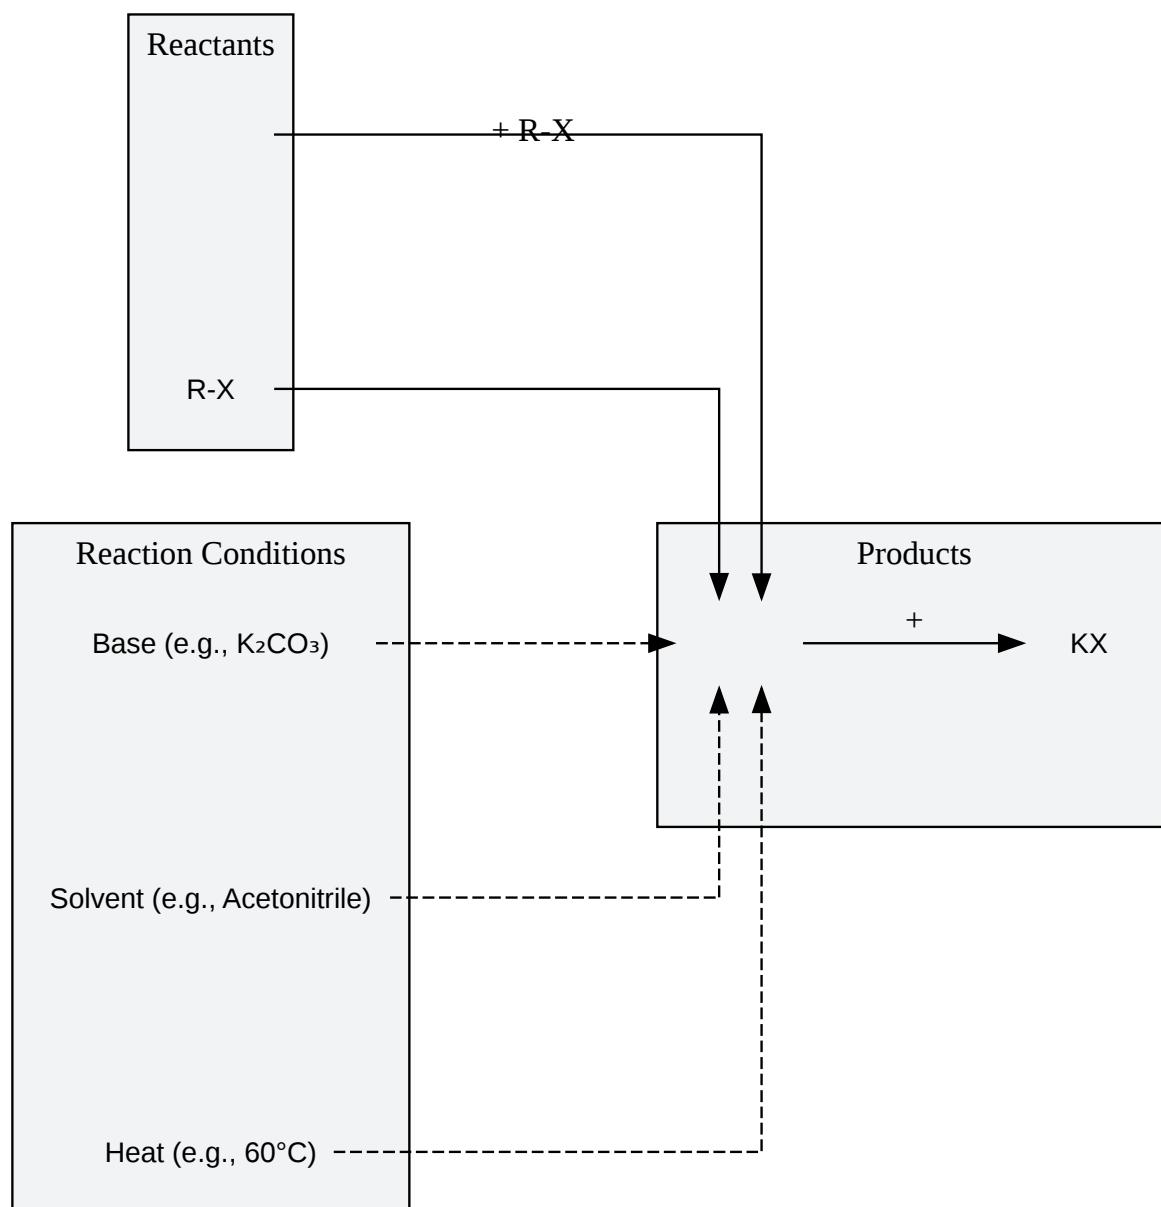 Reactants
+ R-X
R-X
Reaction Conditions
Products
Base (e.g., K₂CO₃)
+
KX
Solvent (e.g., Acetonitrile)
Heat (e.g., 60°C)